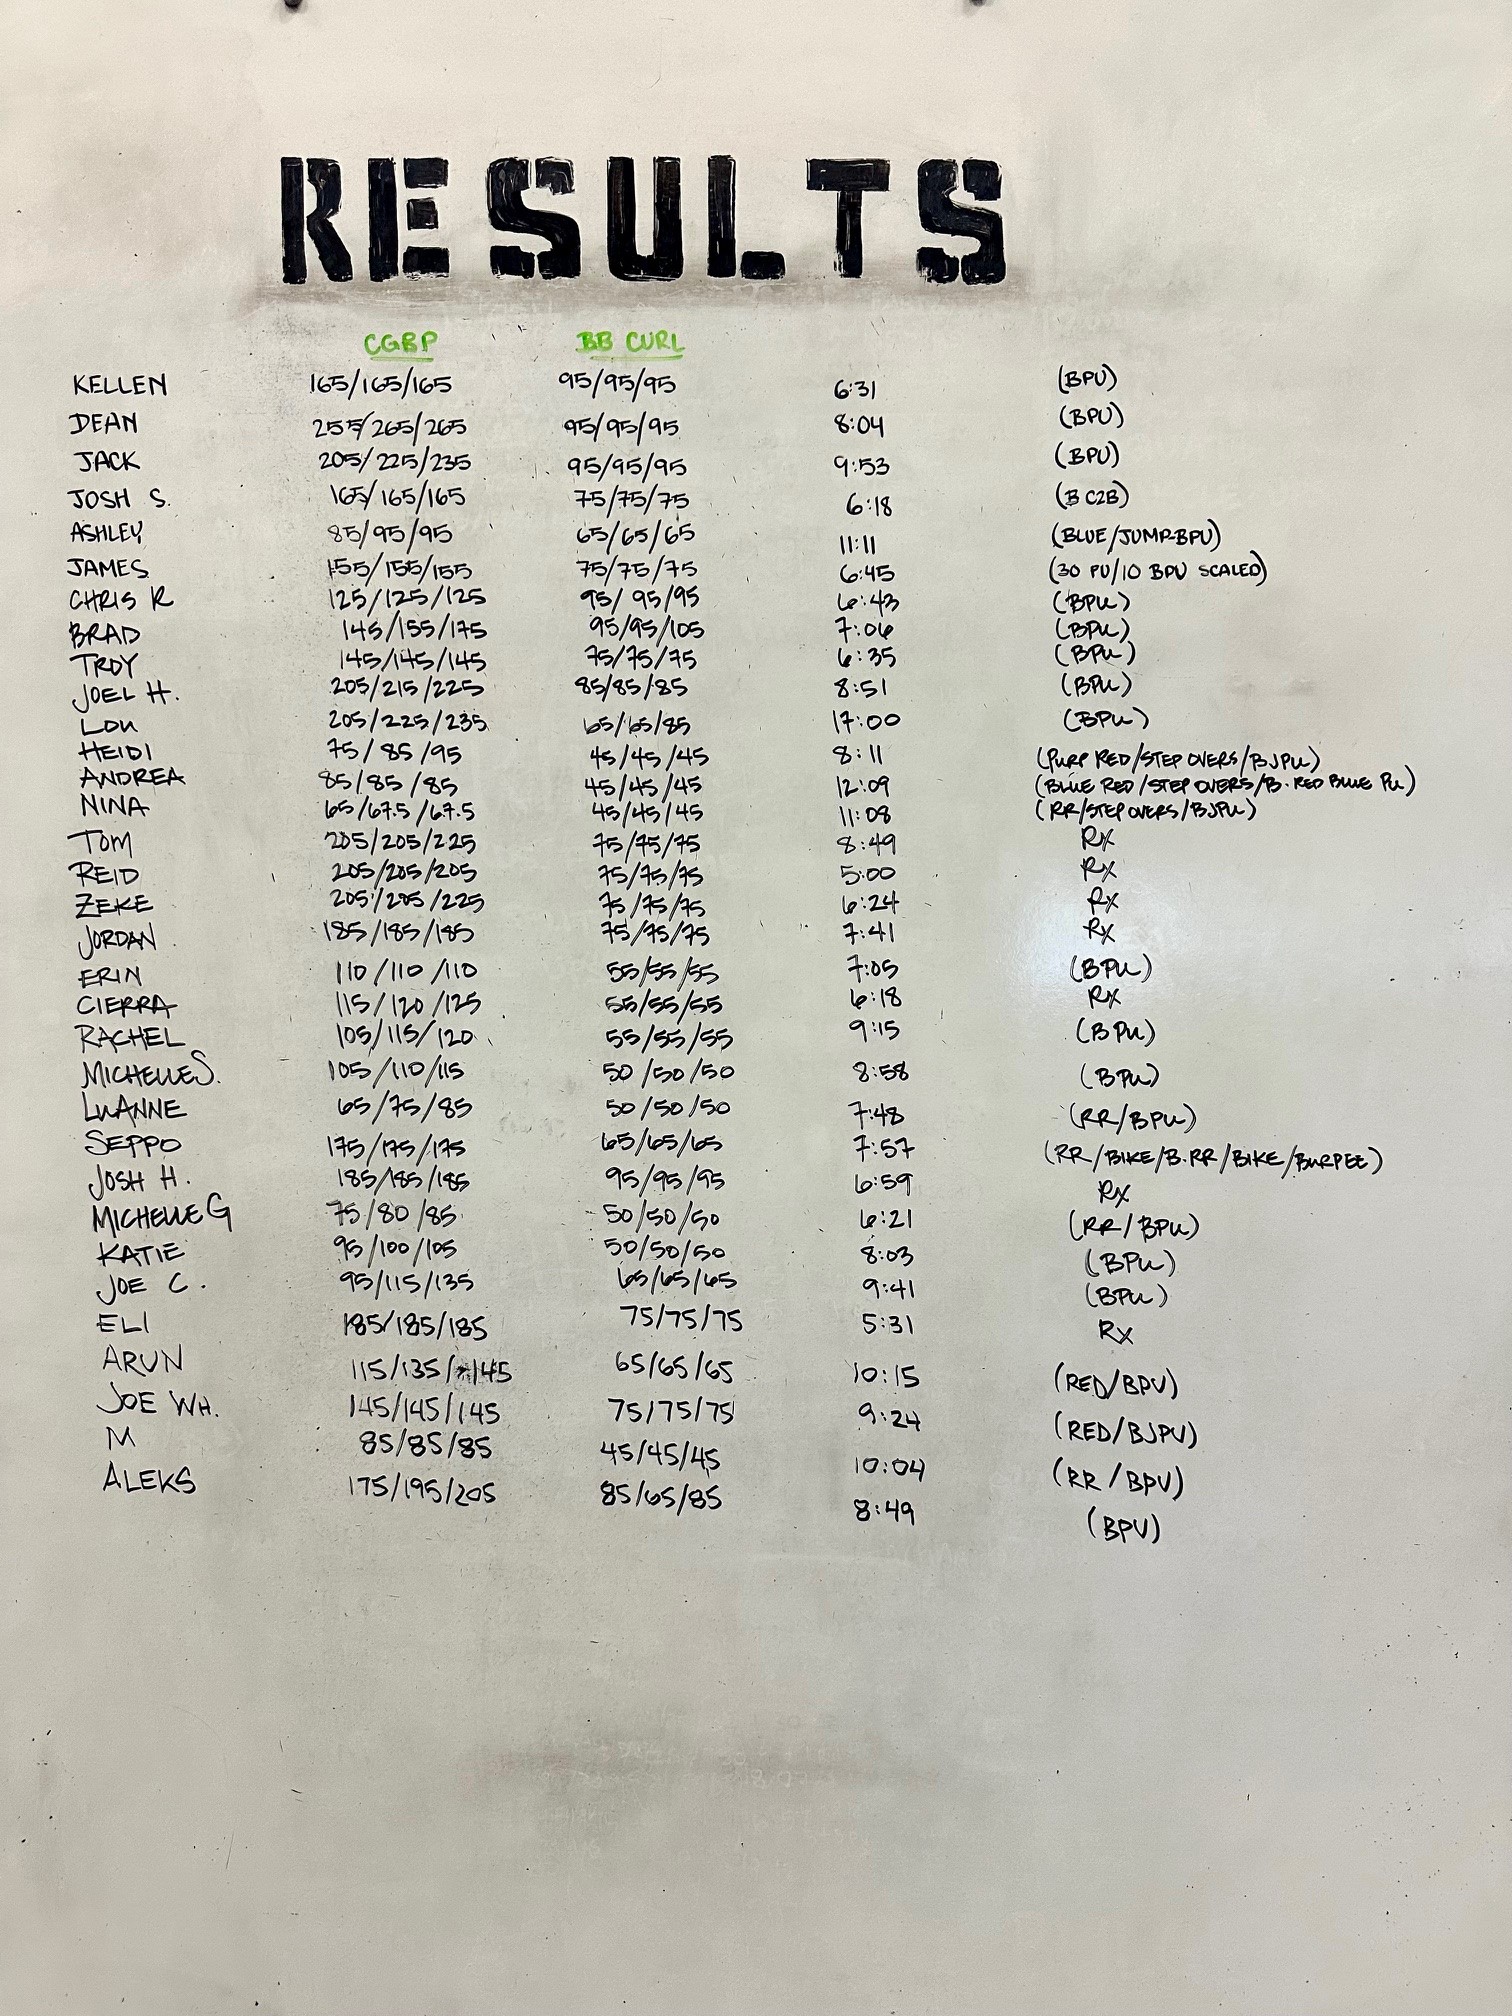 RESULTS
CGBP BB CURL
KELLEN 165/165/165 95/95/95 6:31 (BPU)
DEAN 255/265/265 95/95/95 8:04 (BPU)
JACK 205/225/235 95/95/95 9:53 (BPU)
JOSH S. 165/165/165 75/75/75 6:18 (B C2B)
ASHLEY 85/95/95 65/65/65 11:11 (BLUE/JUMP-BPU)
JAMES 155/155/155 75/75/75 6:45 (30 PU/10 BPU SCALED)
CHRIS R 125/125/125 95/95/95 6:43 (BPU)
BRAD 145/155/175 95/95/105 7:06 (BPU)
TROY 145/145/145 75/75/75 6:35 (BPU)
JOEL H. 205/215/225 85/85/85 8:51 (BPU)
LOU 205/225/235 65/65/85 17:00 (BPU)
HEIDI 75/85/95 45/45/45 8:11 (PURP RED/STEP OVERS/BJPU)
ANDREA 85/85/85 45/45/45 12:09 (BLUE RED/STEP OVERS/B. RED BLUE PU)
NINA 65/67.5/67.5 45/45/45 11:08 (RR/STEP OVERS/BJPU)
TOM 205/205/225 75/75/75 8:49 Rx
REID 205/205/205 75/75/75 5:00 Rx
ZEKE 205/205/225 75/75/75 6:24 Rx
JORDAN 185/185/185 75/75/75 7:41 Rx
ERIN 110/110/110 55/55/55 7:05 (BPU)
CIERRA 115/120/125 55/55/55 6:18 Rx
RACHEL 105/115/120 55/55/55 9:15 (BPU)
MICHELLE S. 105/110/115 50/50/50 8:58 (BPU)
LUANNE 65/75/85 50/50/50 7:48 (RR/BPU)
SEPPO 175/175/175 65/65/65 7:57 (RR/BIKE/B.RR/BIKE/BURPEE)
JOSH H. 185/185/185 95/95/95 6:59 Rx
MICHELLE G 75/80/85 50/50/50 6:21 (RR/BPU)
KATIE 95/100/105 50/50/50 8:03 (BPU)
JOE C. 95/115/135 65/65/65 9:41 (BPU)
ELI 185/185/185 75/75/75 5:31 Rx
ARUN 115/135/145 65/65/65 10:15 (RED/BPU)
JOE WH. 145/145/145 75/75/75 9:24 (RED/BJPU)
M 85/85/85 45/45/45 10:04 (RR/BPU)
ALEKS 175/195/205 85/65/85 8:49 (BPU)